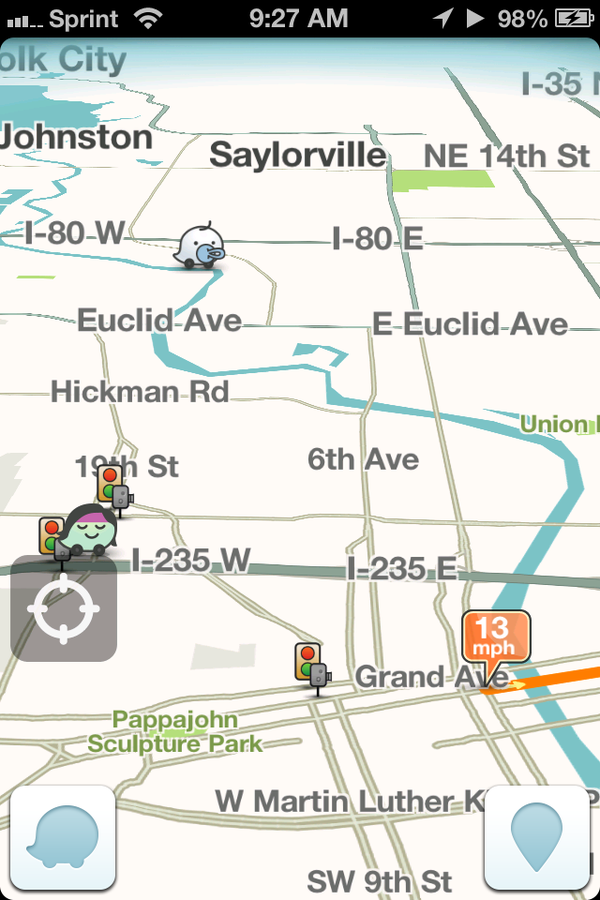 Sprint 9:27 AM 98%
olk City
I-35 N
Johnston
Saylorville
NE 14th St
I-80 W
I-80 E
Euclid Ave
E Euclid Ave
Hickman Rd
Union
19th St
6th Ave
I-235 W
I-235 E
13
mph
Grand Ave
Pappajohn
Sculpture Park
W Martin Luther K
SW 9th St